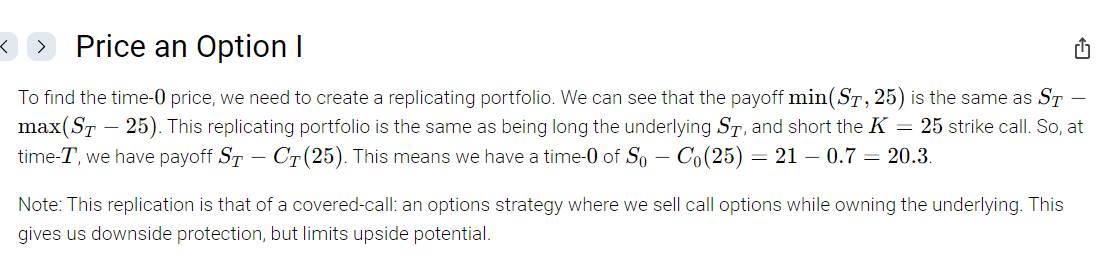 Price an Option I
To find the time-0 price, we need to create a replicating portfolio. We can see that the payoff min(S_T, 25) is the same as S_T −
max(S_T − 25). This replicating portfolio is the same as being long the underlying S_T, and short the K = 25 strike call. So, at
time-T, we have payoff S_T − C_T(25). This means we have a time-0 of S_0 − C_0(25) = 21 − 0.7 = 20.3.
Note: This replication is that of a covered-call: an options strategy where we sell call options while owning the underlying. This
gives us downside protection, but limits upside potential.